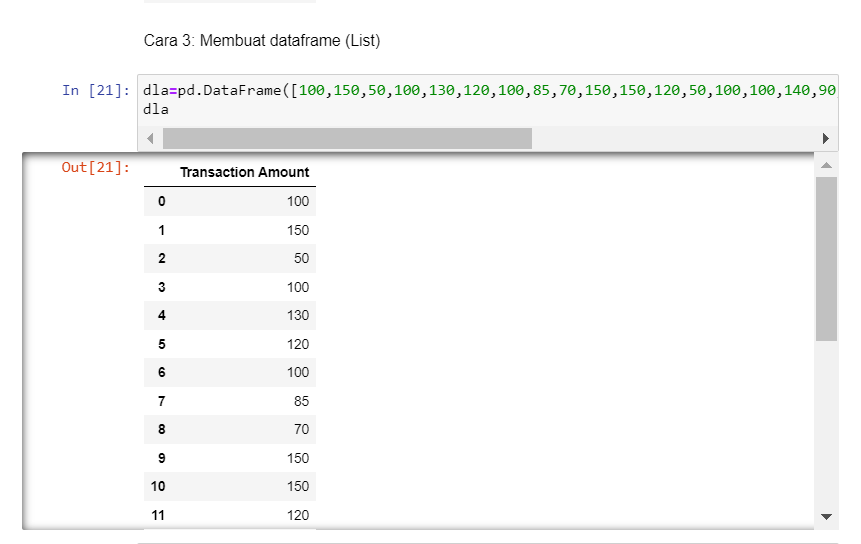 Cara 3: Membuat dataframe (List)
In [21]: dla=pd.DataFrame([100,150,50,100,130,120,100,85,70,150,150,120,50,100,100,140,90
dla
Out[21]:
Transaction Amount
0 100
1 150
2 50
3 100
4 130
5 120
6 100
7 85
8 70
9 150
10 150
11 120